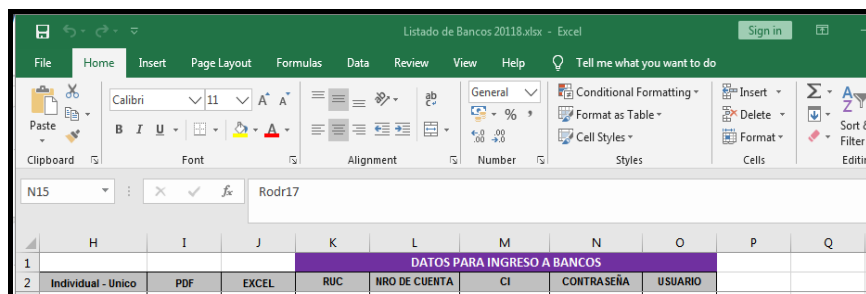 Listado de Bancos 20118.xlsx - Excel
Sign in
File Home Insert Page Layout Formulas Data Review View Help Tell me what you want to do
Calibri 11 A A General Conditional Formatting Insert
Paste B I U A ab % , Format as Table Delete Sort &
Cell Styles Format Filter
Clipboard Font Alignment Number Styles Cells
N15 fx Rodr17
H I J K L M N O P Q
1 DATOS PARA INGRESO A BANCOS
2 Individual - Unico PDF EXCEL RUC NRO DE CUENTA CI CONTRASEÑA USUARIO